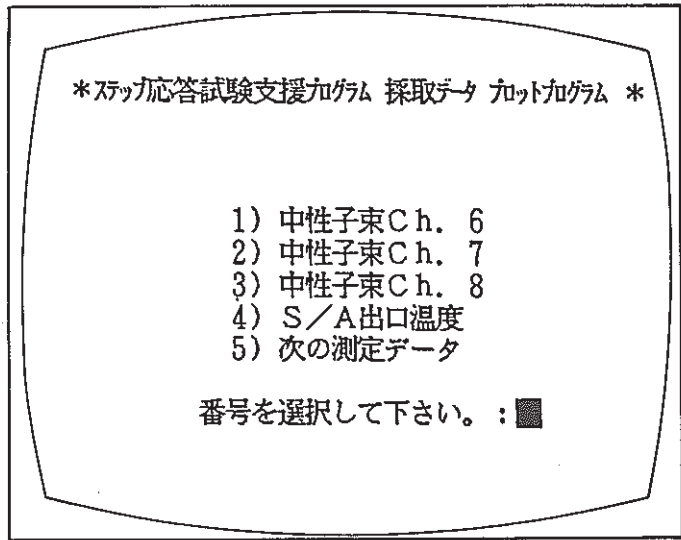 *ｽﾃｯﾌﾟ応答試験支援ﾌﾟﾛｸﾞﾗﾑ 採取ﾃﾞｰﾀ ﾌﾟﾛｯﾄﾌﾟﾛｸﾞﾗﾑ *
1) 中性子束Ｃｈ． 6
2) 中性子束Ｃｈ． 7
3) 中性子束Ｃｈ． 8
4) Ｓ／Ａ出口温度
5) 次の測定データ
番号を選択して下さい。: